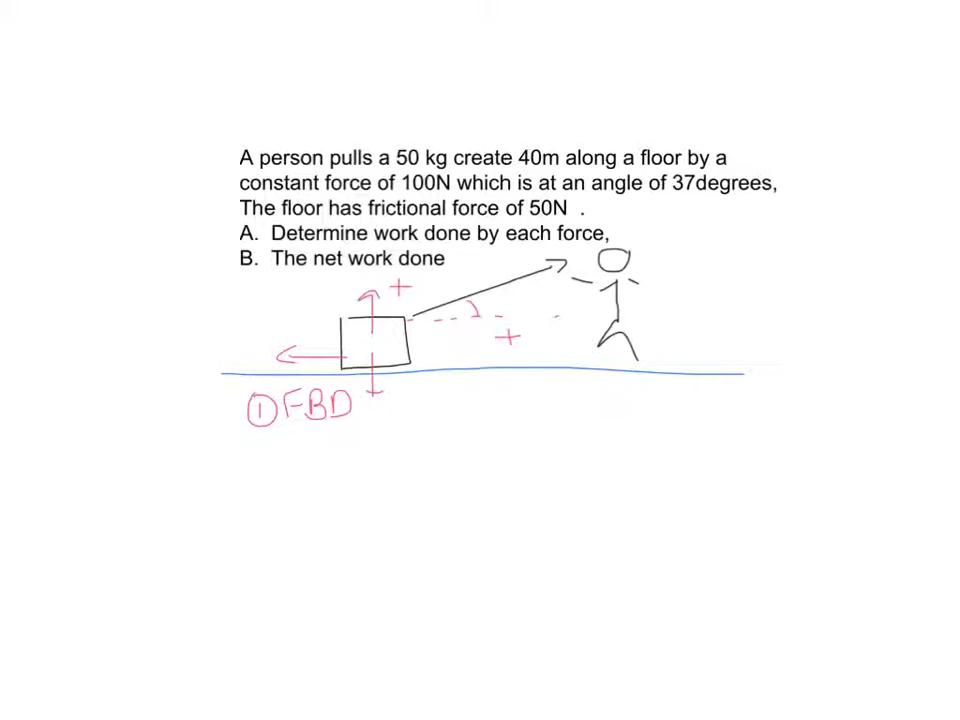 A person pulls a 50 kg create 40m along a floor by a
constant force of 100N which is at an angle of 37degrees,
The floor has frictional force of 50N .
A. Determine work done by each force,
B. The net work done
+
+
① FBD